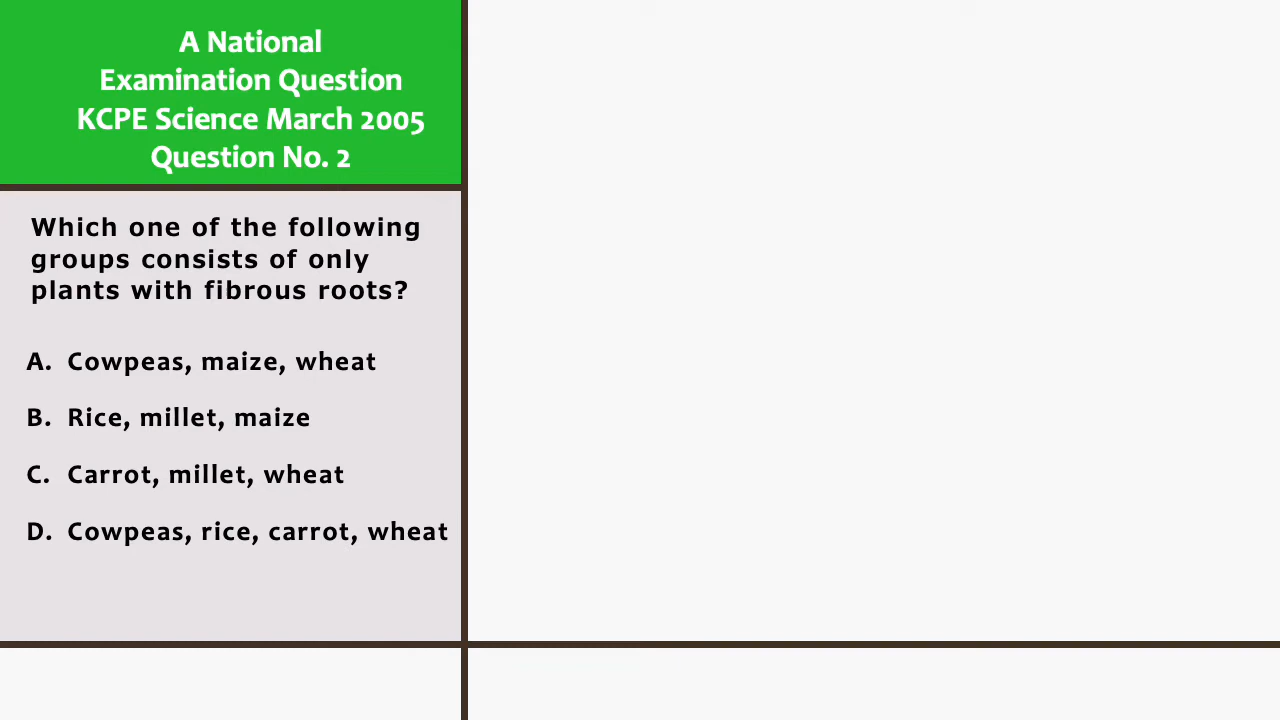 A National
Examination Question
KCPE Science March 2005
Question No. 2
Which one of the following
groups consists of only
plants with fibrous roots?
A. Cowpeas, maize, wheat
B. Rice, millet, maize
C. Carrot, millet, wheat
D. Cowpeas, rice, carrot, wheat